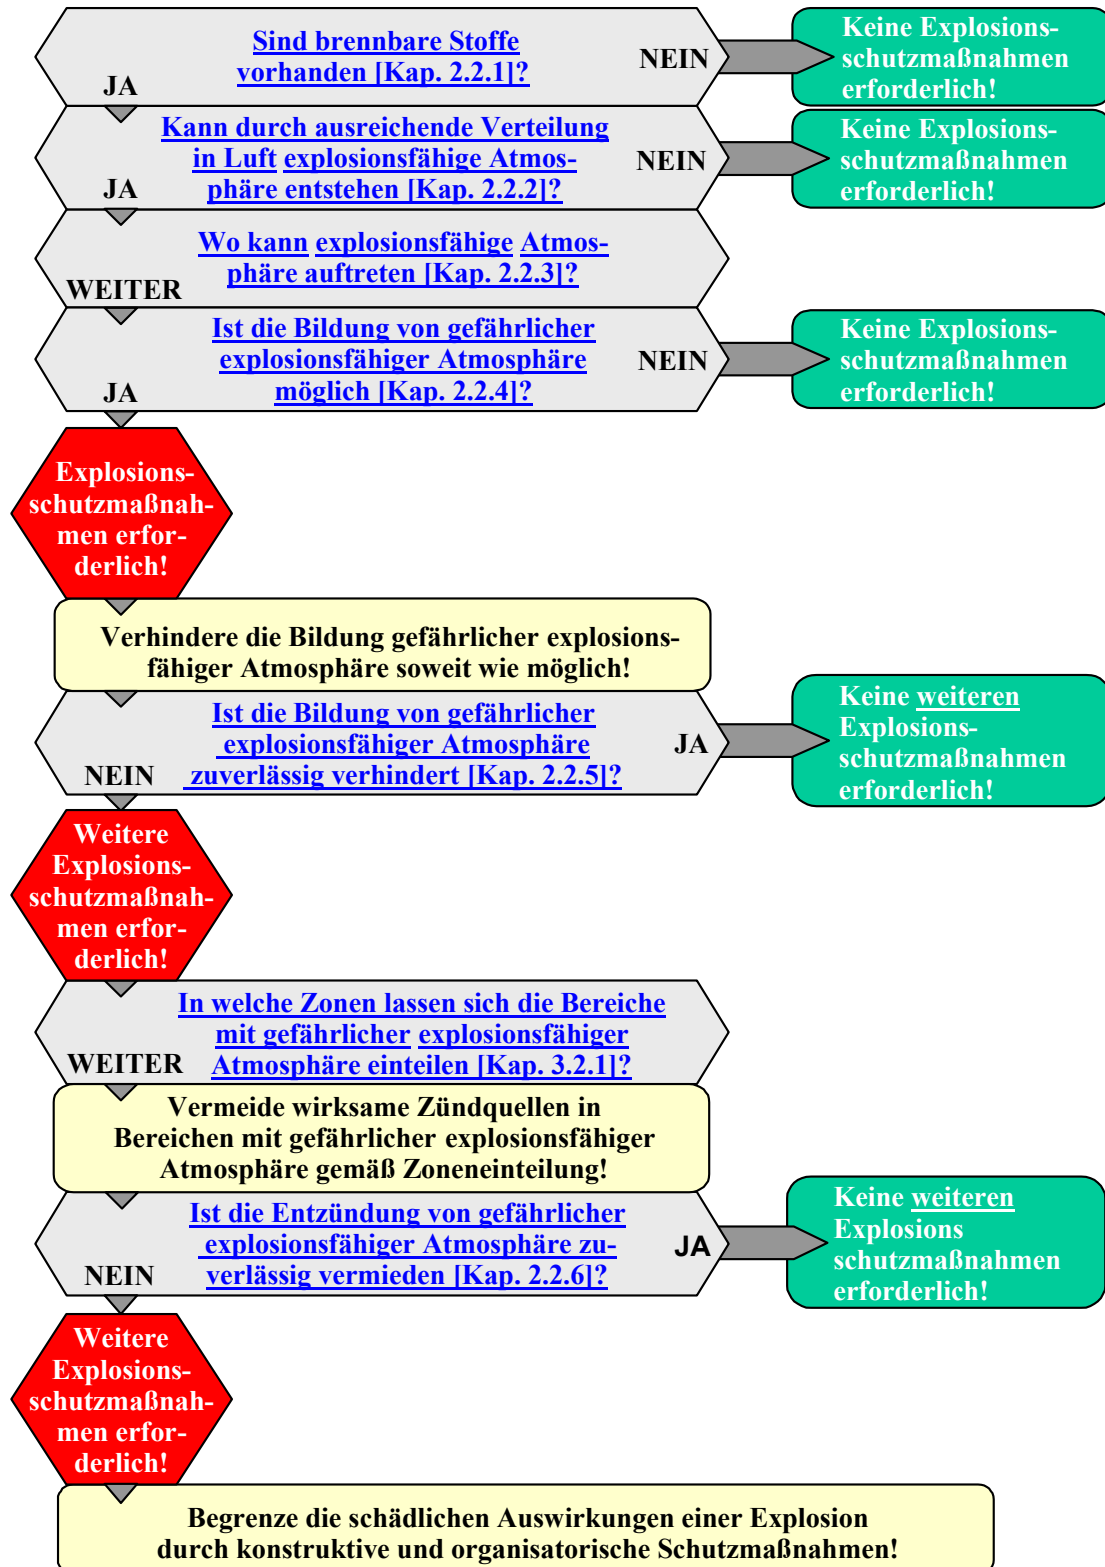 Sind brennbare Stoffe
vorhanden [Kap. 2.2.1]?
NEIN
JA
Keine Explosions-
schutzmaßnahmen
erforderlich!
Kann durch ausreichende Verteilung
in Luft explosionsfähige Atmos-
phäre entstehen [Kap. 2.2.2]?
NEIN
JA
Keine Explosions-
schutzmaßnahmen
erforderlich!
Wo kann explosionsfähige Atmos-
phäre auftreten [Kap. 2.2.3]?
WEITER
Ist die Bildung von gefährlicher
explosionsfähiger Atmosphäre
möglich [Kap. 2.2.4]?
NEIN
JA
Keine Explosions-
schutzmaßnahmen
erforderlich!
Explosions-
schutzmaßnah-
men erfor-
derlich!
Verhindere die Bildung gefährlicher explosions-
fähiger Atmosphäre soweit wie möglich!
Ist die Bildung von gefährlicher
explosionsfähiger Atmosphäre
zuverlässig verhindert [Kap. 2.2.5]?
JA
NEIN
Keine weiteren
Explosions-
schutzmaßnahmen
erforderlich!
Weitere
Explosions-
schutzmaßnah-
men erfor-
derlich!
In welche Zonen lassen sich die Bereiche
mit gefährlicher explosionsfähiger
Atmosphäre einteilen [Kap. 3.2.1]?
WEITER
Vermeide wirksame Zündquellen in
Bereichen mit gefährlicher explosionsfähiger
Atmosphäre gemäß Zoneneinteilung!
Ist die Entzündung von gefährlicher
explosionsfähiger Atmosphäre zu-
verlässig vermieden [Kap. 2.2.6]?
JA
NEIN
Keine weiteren
Explosions
schutzmaßnahmen
erforderlich!
Weitere
Explosions-
schutzmaßnah-
men erfor-
derlich!
Begrenze die schädlichen Auswirkungen einer Explosion
durch konstruktive und organisatorische Schutzmaßnahmen!